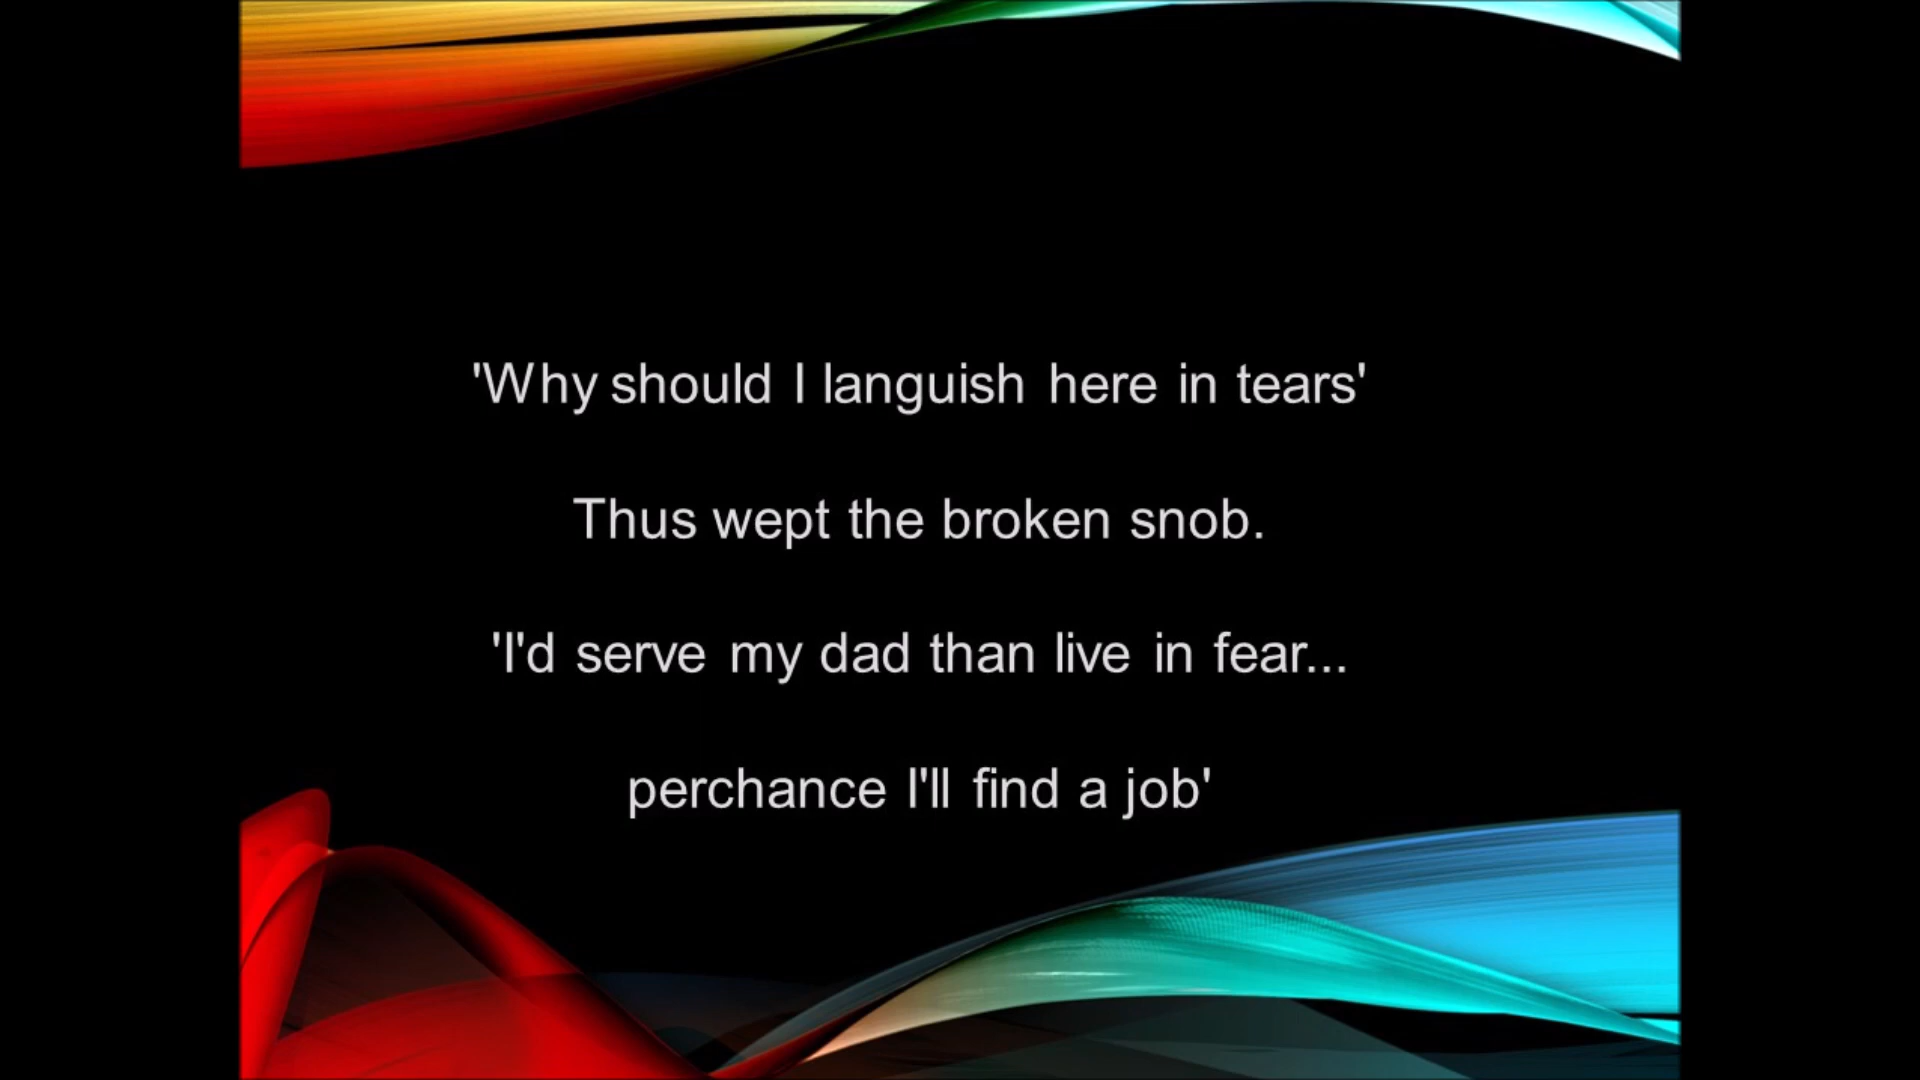 'Why should I languish here in tears'
Thus wept the broken snob.
'I'd serve my dad than live in fear...
perchance I'll find a job'